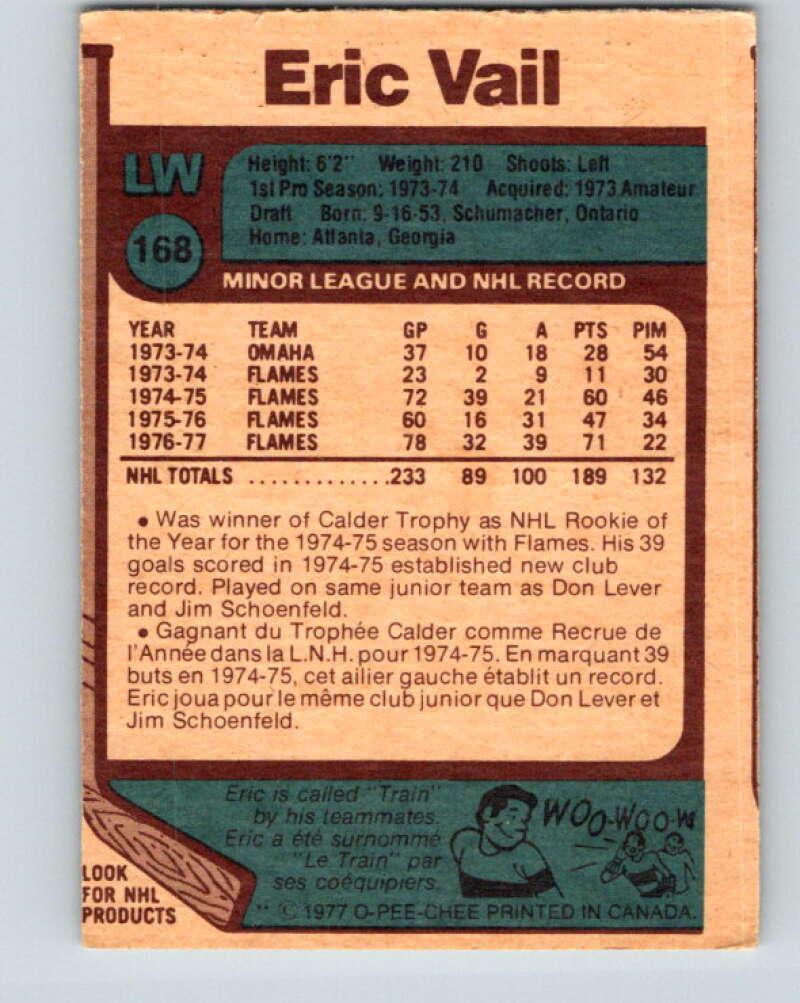 Eric Vail
LW
Height: 6'2" Weight: 210 Shoots: Left
1st Pro Season: 1973-74 Acquired: 1973 Amateur
Draft Born: 9-16-53, Schumacher, Ontario
Home: Atlanta, Georgia
168
MINOR LEAGUE AND NHL RECORD
YEAR TEAM GP G A PTS PIM
1973-74 OMAHA 37 10 18 28 54
1973-74 FLAMES 23 2 9 11 30
1974-75 FLAMES 72 39 21 60 46
1975-76 FLAMES 60 16 31 47 34
1976-77 FLAMES 78 32 39 71 22
NHL TOTALS .............233 89 100 189 132
• Was winner of Calder Trophy as NHL Rookie of
the Year for the 1974-75 season with Flames. His 39
goals scored in 1974-75 established new club
record. Played on same junior team as Don Lever
and Jim Schoenfeld.
• Gagnant du Trophée Calder comme Recrue de
l'Année dans la L.N.H. pour 1974-75. En marquant 39
buts en 1974-75, cet ailier gauche établit un record.
Eric joua pour le même club junior que Don Lever et
Jim Schoenfeld.
Eric is called "Train"
by his teammates.
Eric a été surnommé
"Le Train" par
ses coéquipiers.
WOO-WOO-W
LOOK
FOR NHL
PRODUCTS
** © 1977 O-PEE-CHEE PRINTED IN CANADA.